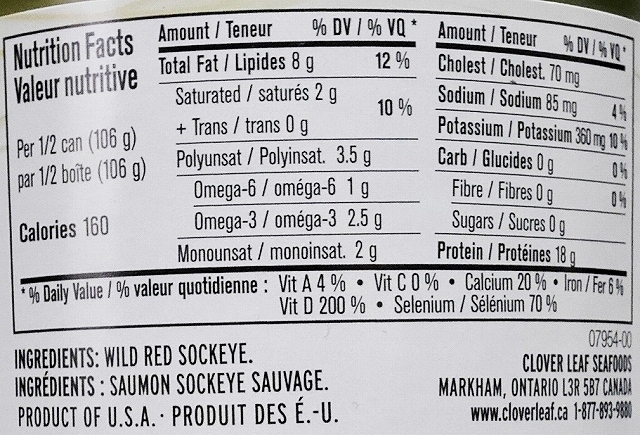 Nutrition Facts
Valeur nutritive
Per 1/2 can (106 g)
par 1/2 boîte (106 g)
Calories 160
Amount / Teneur % DV / % VQ *
Total Fat / Lipides 8 g 12 %
Saturated / saturés 2 g
+ Trans / trans 0 g 10 %
Polyunsat / Polyinsat. 3.5 g
Omega-6 / oméga-6 1 g
Omega-3 / oméga-3 2.5 g
Monounsat / monoinsat. 2 g
Amount / Teneur % DV / % VQ *
Cholest / Cholest. 70 mg
Sodium / Sodium 85 mg 4 %
Potassium / Potassium 360 mg 10 %
Carb / Glucides 0 g 0 %
Fibre / Fibres 0 g 0 %
Sugars / Sucres 0 g
Protein / Protéines 18 g
* % Daily Value / % valeur quotidienne : Vit A 4 % • Vit C 0 % • Calcium 20 % • Iron / Fer 6 %
Vit D 200 % • Selenium / Sélénium 70 %
INGREDIENTS: WILD RED SOCKEYE.
INGRÉDIENTS : SAUMON SOCKEYE SAUVAGE.
PRODUCT OF U.S.A. · PRODUIT DES É.-U.
07954-00
CLOVER LEAF SEAFOODS
MARKHAM, ONTARIO L3R 5B7 CANADA
www.cloverleaf.ca 1-877-893-9880